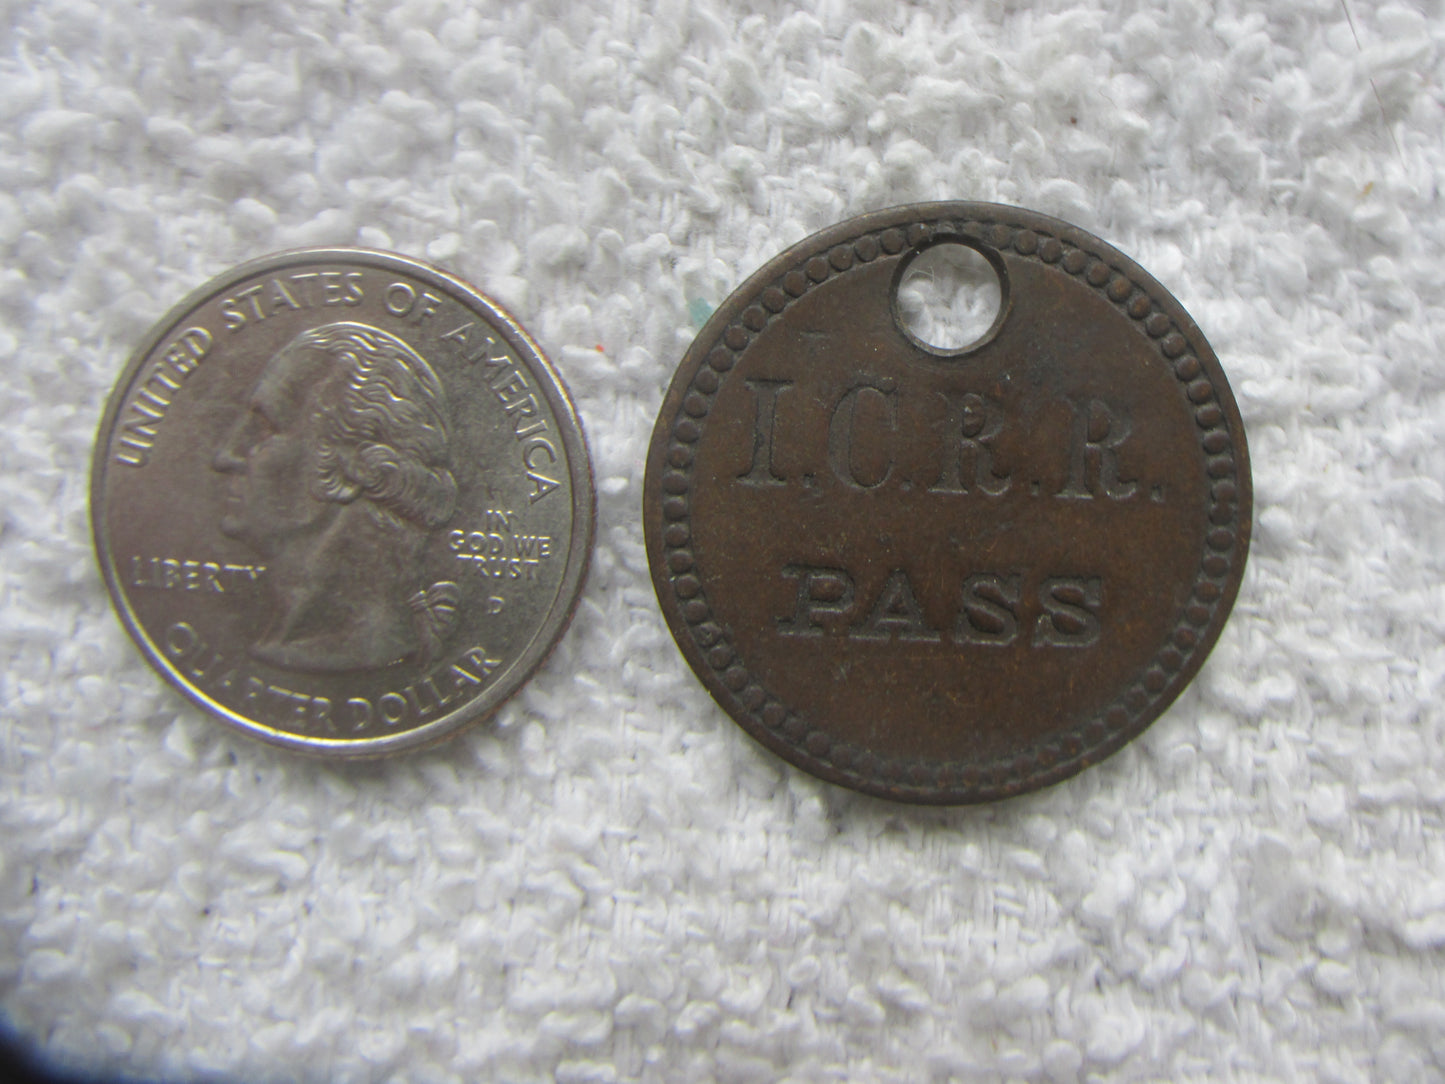 UNITED STATES OF AMERICA
LIBERTY
IN
GOD WE
TRUST
D
QUARTER DOLLAR
I.C.R.R.
PASS